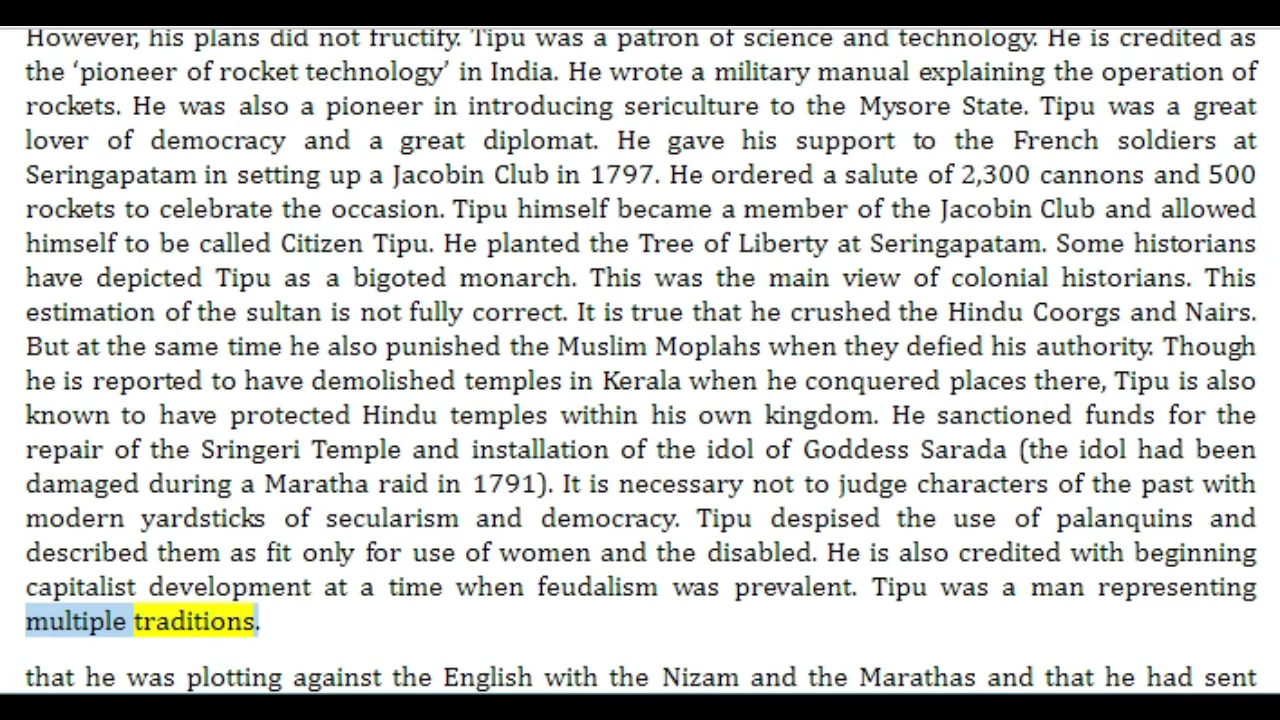 However, his plans did not fructify. Tipu was a patron of science and technology. He is credited as
the ‘pioneer of rocket technology’ in India. He wrote a military manual explaining the operation of
rockets. He was also a pioneer in introducing sericulture to the Mysore State. Tipu was a great
lover of democracy and a great diplomat. He gave his support to the French soldiers at
Seringapatam in setting up a Jacobin Club in 1797. He ordered a salute of 2,300 cannons and 500
rockets to celebrate the occasion. Tipu himself became a member of the Jacobin Club and allowed
himself to be called Citizen Tipu. He planted the Tree of Liberty at Seringapatam. Some historians
have depicted Tipu as a bigoted monarch. This was the main view of colonial historians. This
estimation of the sultan is not fully correct. It is true that he crushed the Hindu Coorgs and Nairs.
But at the same time he also punished the Muslim Moplahs when they defied his authority. Though
he is reported to have demolished temples in Kerala when he conquered places there, Tipu is also
known to have protected Hindu temples within his own kingdom. He sanctioned funds for the
repair of the Sringeri Temple and installation of the idol of Goddess Sarada (the idol had been
damaged during a Maratha raid in 1791). It is necessary not to judge characters of the past with
modern yardsticks of secularism and democracy. Tipu despised the use of palanquins and
described them as fit only for use of women and the disabled. He is also credited with beginning
capitalist development at a time when feudalism was prevalent. Tipu was a man representing
multiple traditions.
that he was plotting against the English with the Nizam and the Marathas and that he had sent